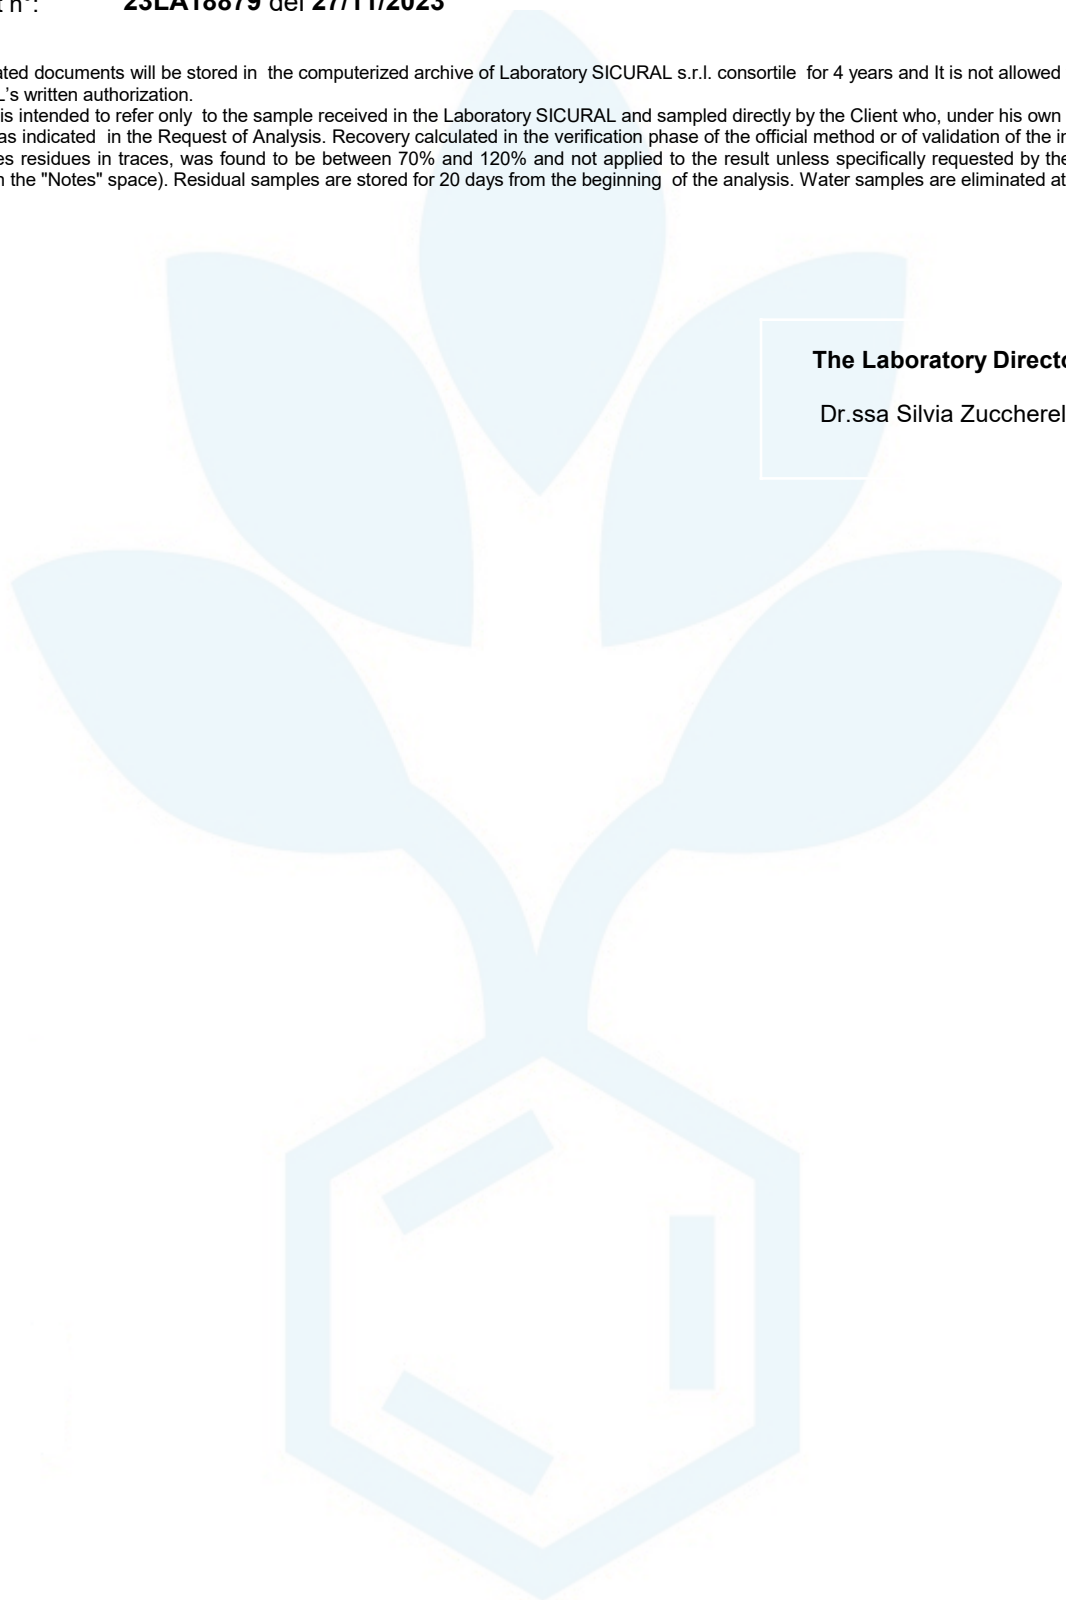 t n°: 23LA18879 del 27/11/2023
ated documents will be stored in the computerized archive of Laboratory SICURAL s.r.l. consortile for 4 years and It is not allowed
L's written authorization.
is intended to refer only to the sample received in the Laboratory SICURAL and sampled directly by the Client who, under his own
as indicated in the Request of Analysis. Recovery calculated in the verification phase of the official method or of validation of the in
es residues in traces, was found to be between 70% and 120% and not applied to the result unless specifically requested by the
n the "Notes" space). Residual samples are stored for 20 days from the beginning of the analysis. Water samples are eliminated at
The Laboratory Directo
Dr.ssa Silvia Zuccherel